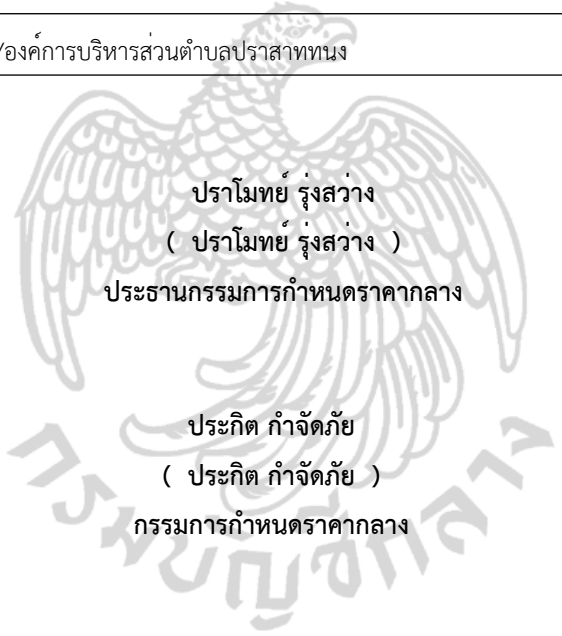 /องค์การบริหารส่วนตำบลปราสาททนง
ปราโมทย์ รุ่งสว่าง
( ปราโมทย์ รุ่งสว่าง )
ประธานกรรมการกำหนดราคากลาง
ประกิต กำจัดภัย
( ประกิต กำจัดภัย )
กรรมการกำหนดราคากลาง
กรมบัญชีกลาง